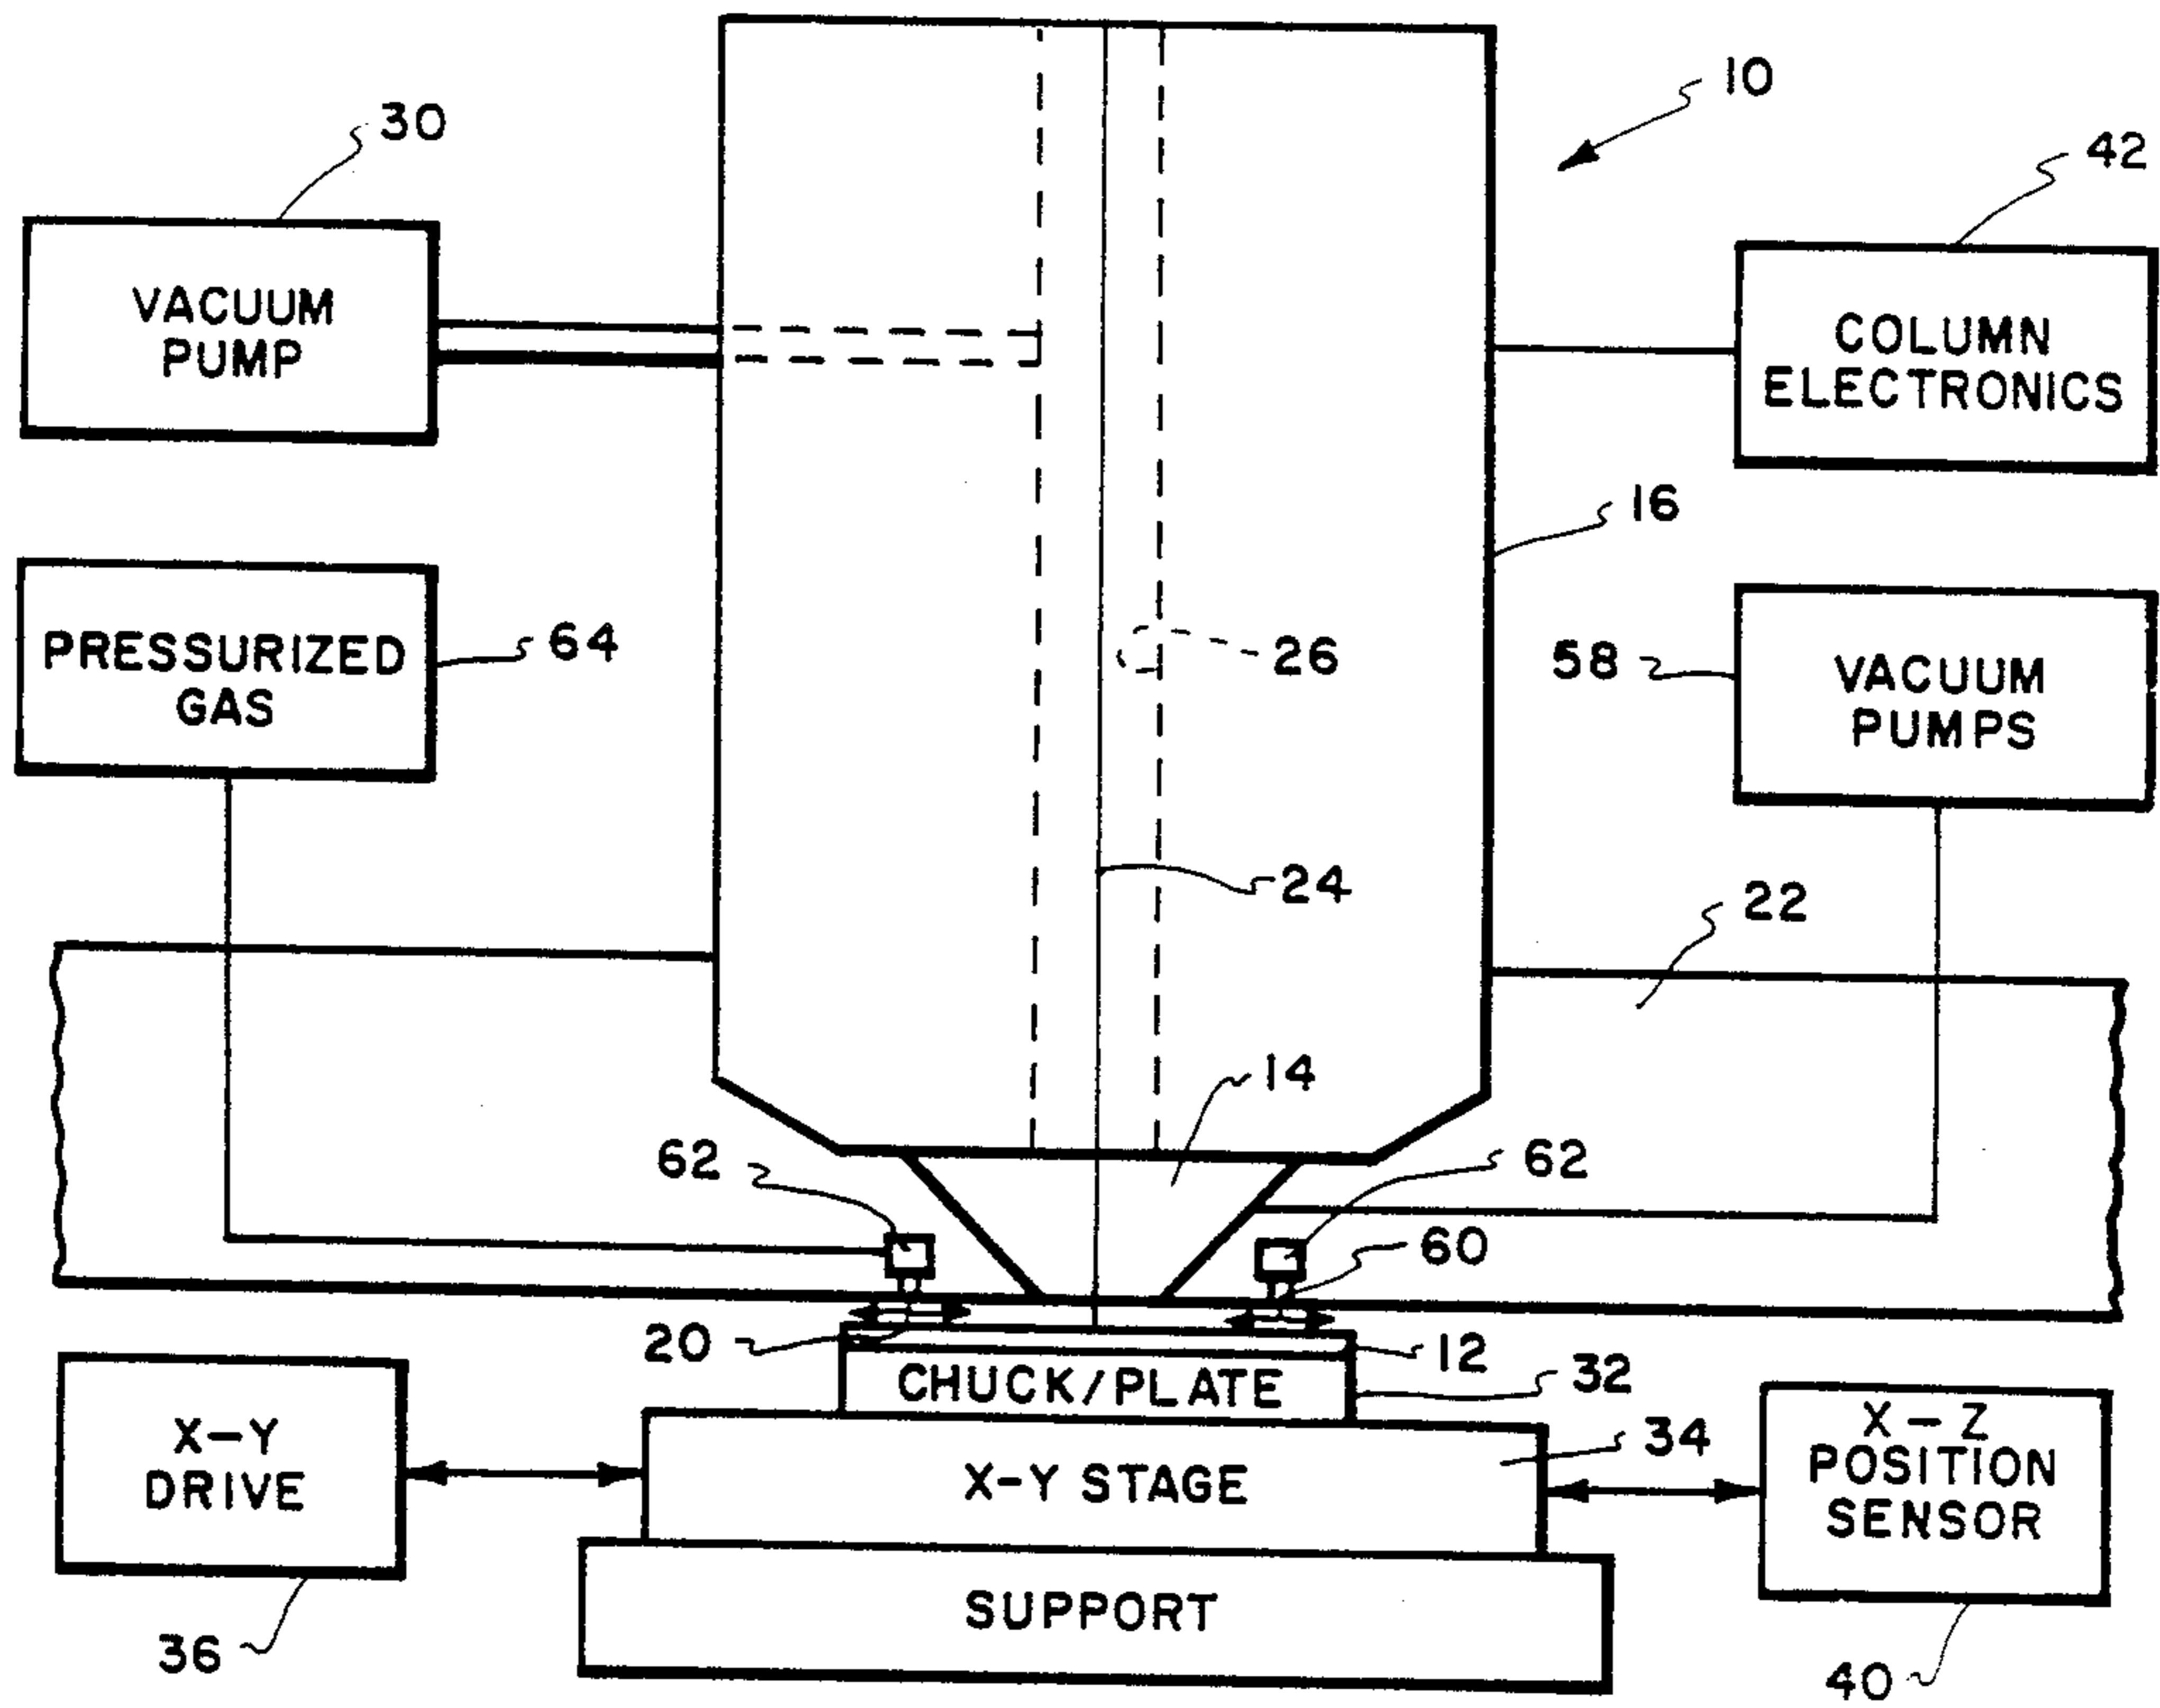 10
30
42
VACUUM
PUMP
COLUMN
ELECTRONICS
16
PRESSURIZED
GAS
64
26
58
VACUUM
PUMPS
24
22
14
62
62
60
20
12
CHUCK/PLATE
32
X-Y
DRIVE
X-Y STAGE
34
X-Z
POSITION
SENSOR
SUPPORT
36
40